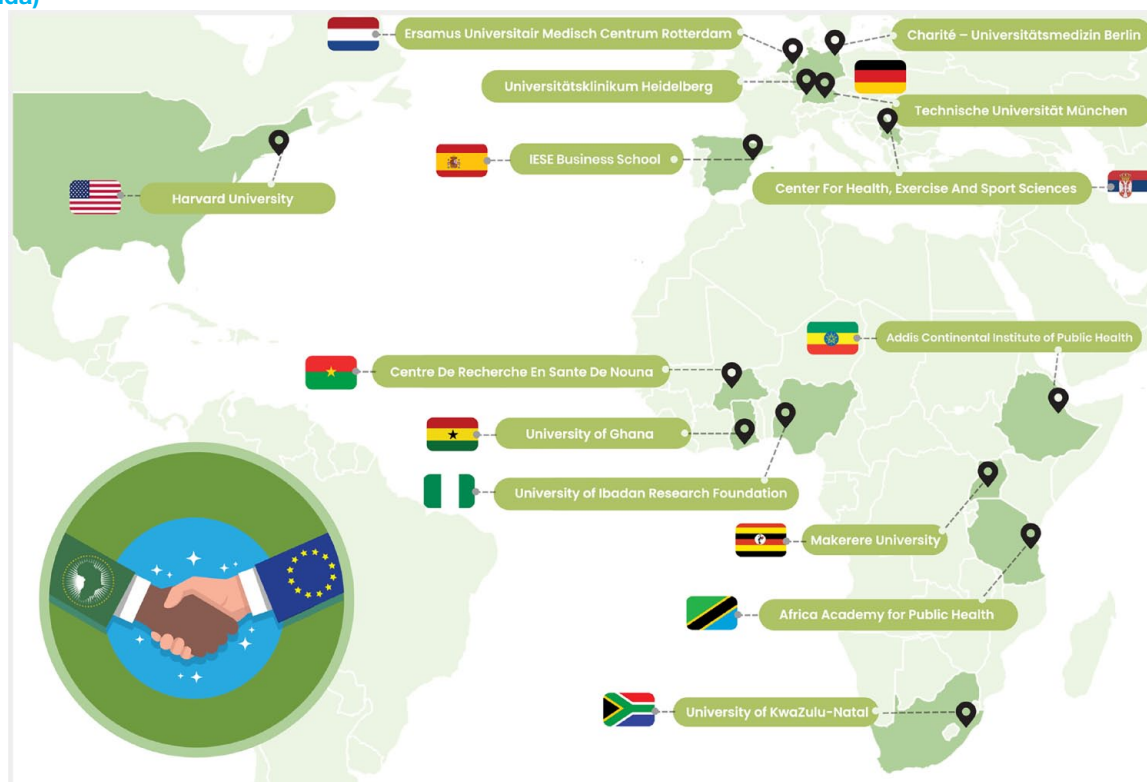 Ersamus Universitair Medisch Centrum Rotterdam
Charité – Universitätsmedizin Berlin
Universitätsklinikum Heidelberg
Technische Universität München
IESE Business School
Center For Health, Exercise And Sport Sciences
Harvard University
Addis Continental Institute of Public Health
Centre De Recherche En Sante De Nouna
University of Ghana
University of Ibadan Research Foundation
Makerere University
Africa Academy for Public Health
University of KwaZulu-Natal